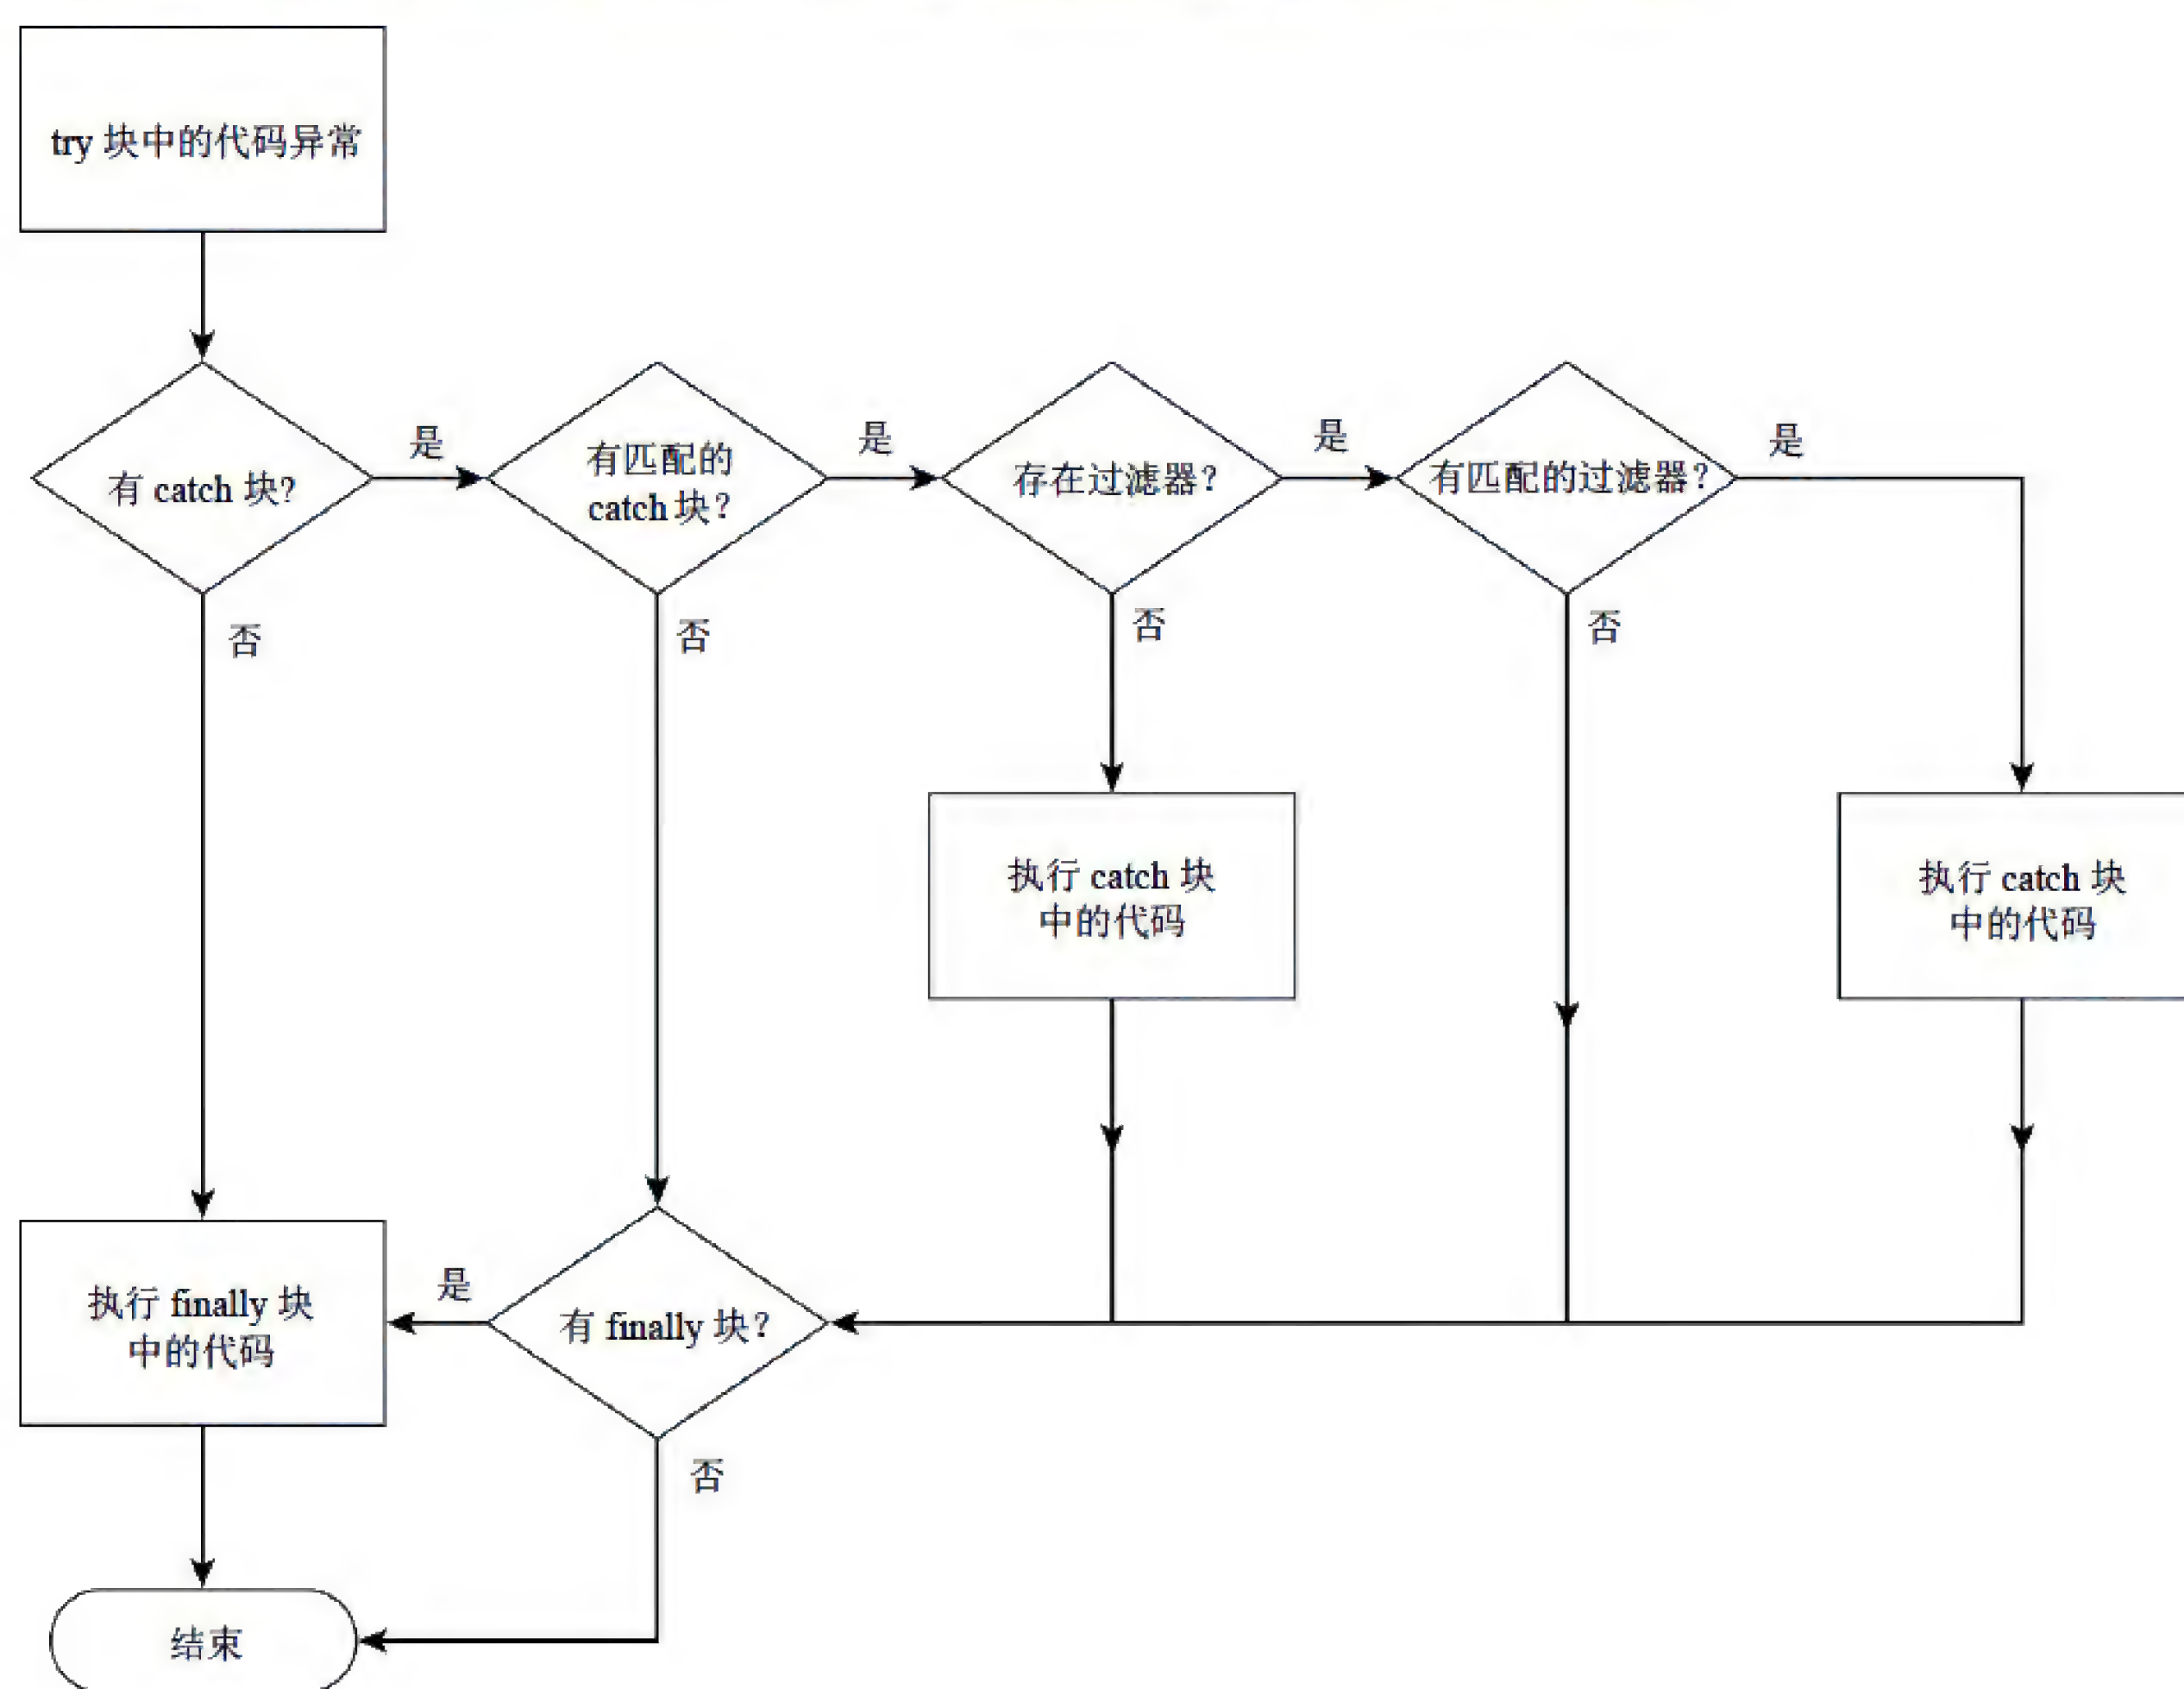 try 块中的代码异常
有 catch 块?
是
有匹配的
catch 块?
是
存在过滤器?
是
有匹配的过滤器?
是
否
否
否
否
执行 catch 块
中的代码
执行 catch 块
中的代码
执行 finally 块
中的代码
是
有 finally 块?
否
结束